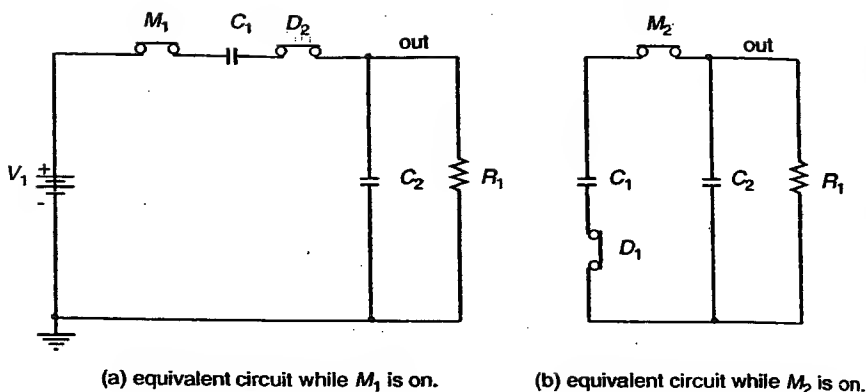 M1 C1 D2 out
V1 + - C2 R1
(a) equivalent circuit while M1 is on.
M2 out
C1 C2 R1
D1
(b) equivalent circuit while M2 is on.